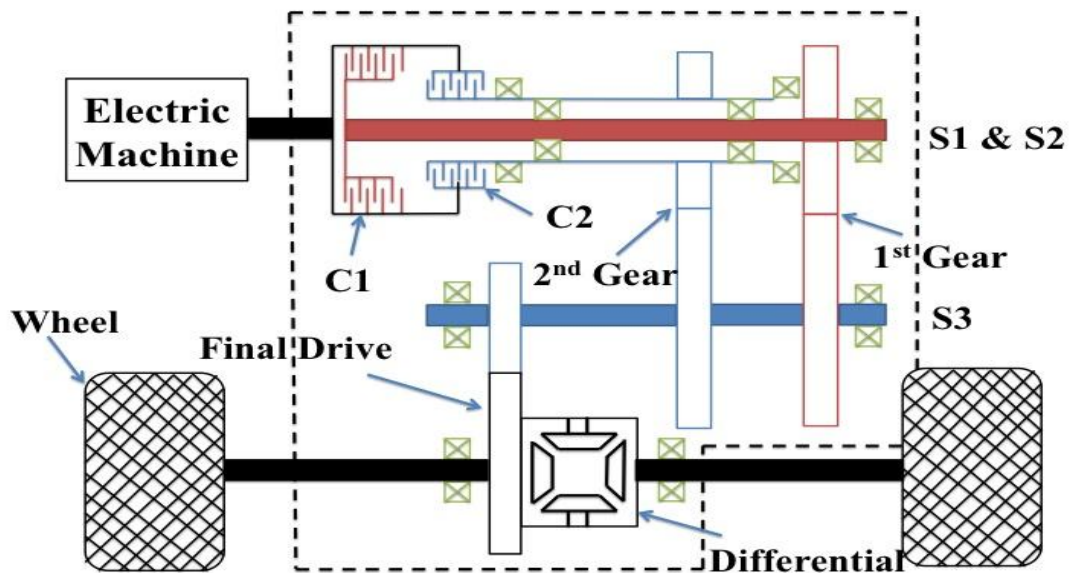 Electric
Machine
S1 & S2
C2
C1
2nd Gear
1st Gear
S3
Wheel
Final Drive
Differential